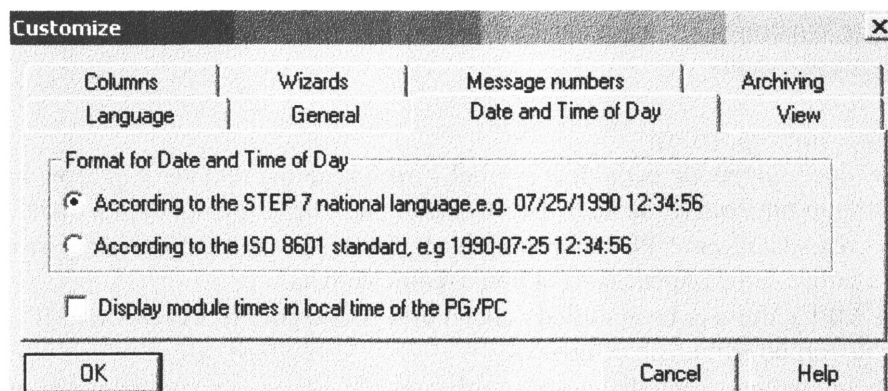 Customize
Columns Wizards Message numbers Archiving
Language General Date and Time of Day View
Format for Date and Time of Day
According to the STEP 7 national language,e.g. 07/25/1990 12:34:56
According to the ISO 8601 standard, e.g 1990-07-25 12:34:56
Display module times in local time of the PG/PC
OK Cancel Help